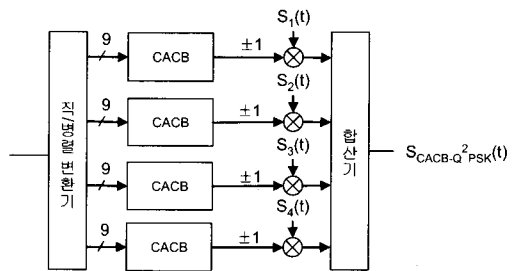 직/병렬변환기
9 CACB ±1 S₁(t)
9 CACB ±1 S₂(t)
9 CACB ±1 S₃(t)
9 CACB ±1 S₄(t)
합산기
S_CACB-Q²PSK(t)